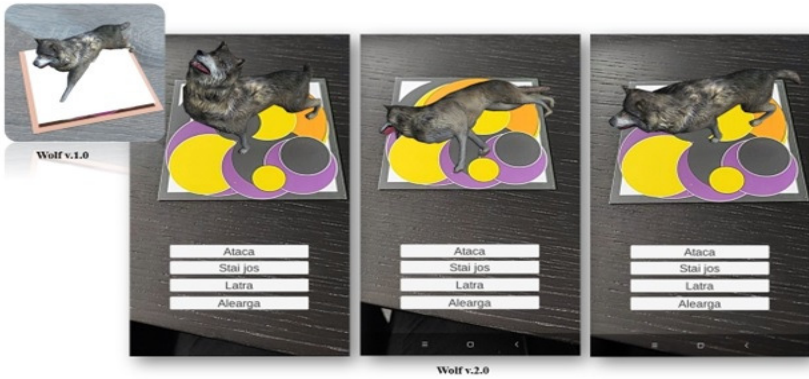 Wolf v.1.0
Ataca
Stai jos
Latra
Alearga
Ataca
Stai jos
Latra
Alearga
Ataca
Stai jos
Latra
Alearga
Wolf v.2.0